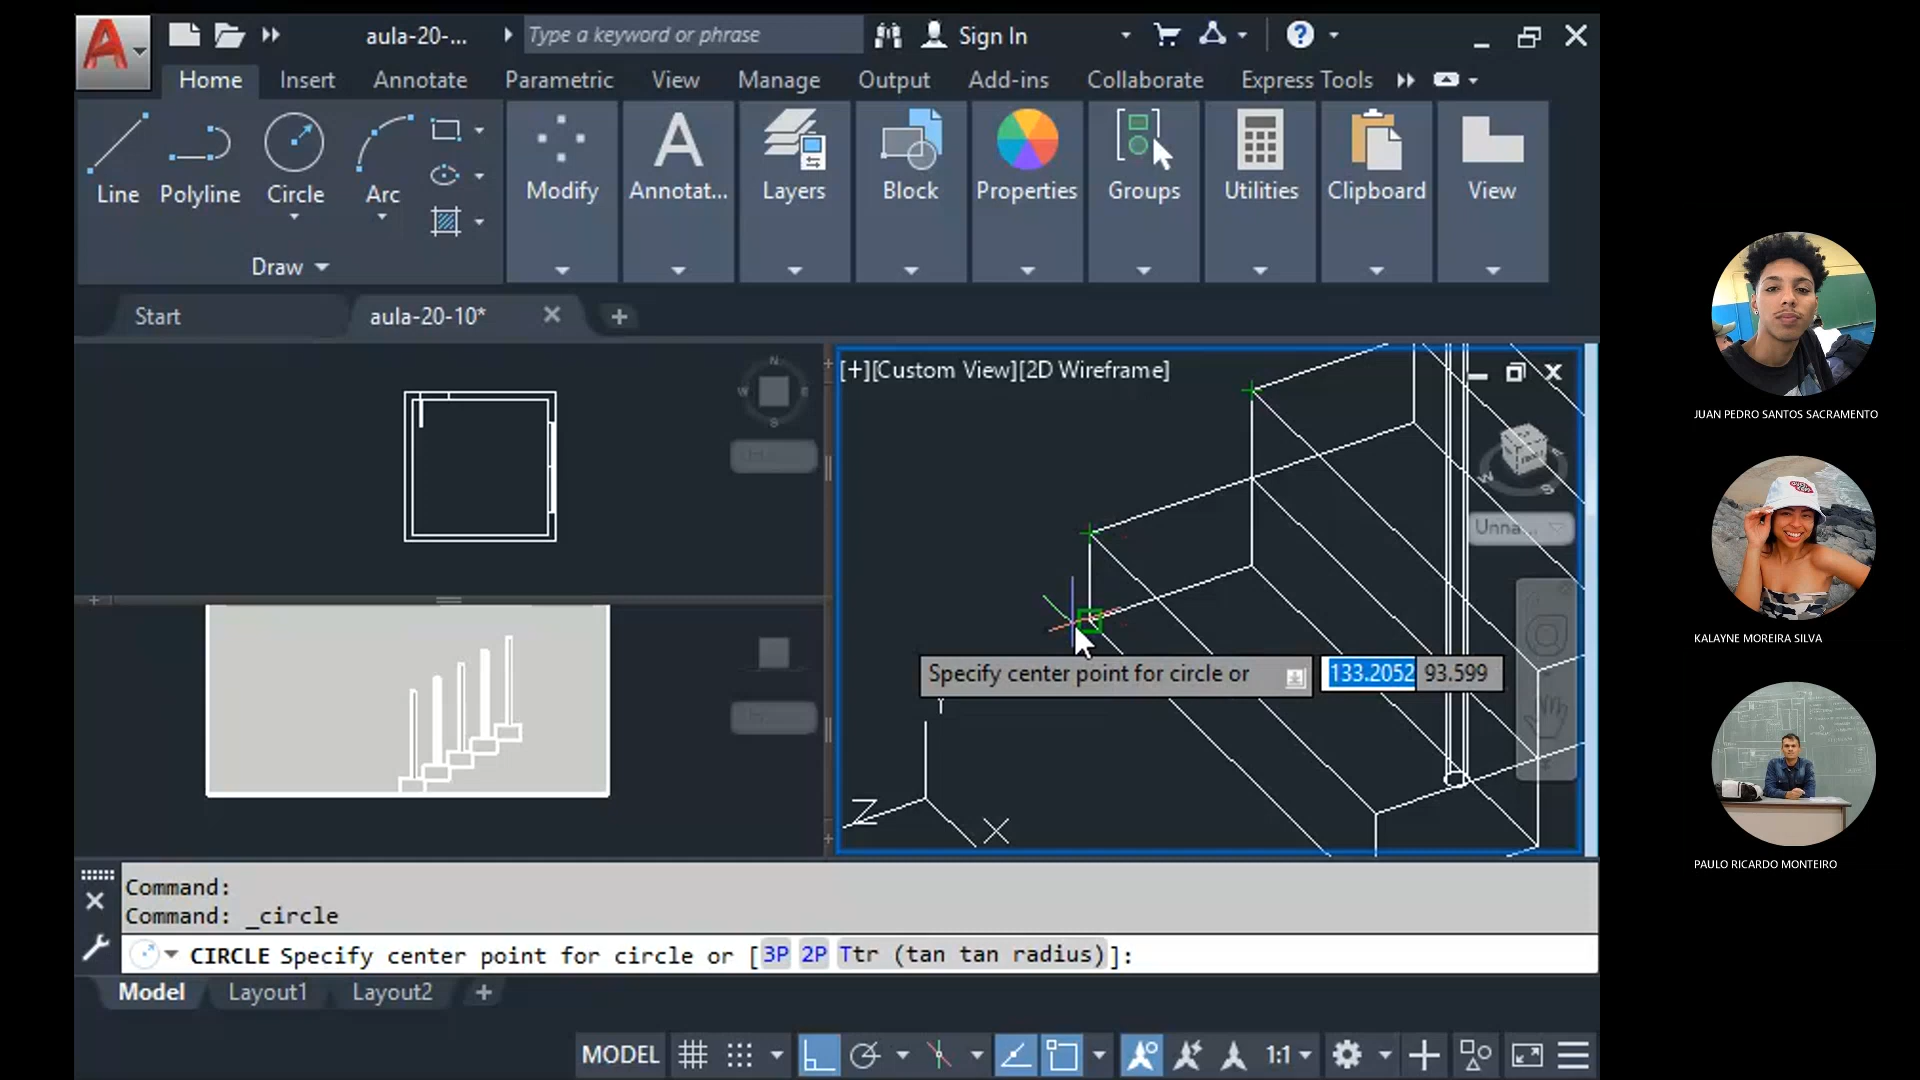 aula-20-...
Type a keyword or phrase
Sign In
Home Insert Annotate Parametric View Manage Output Add-ins Collaborate Express Tools
Line Polyline Circle Arc
Modify
Annotat...
Layers
Block
Properties
Groups
Utilities
Clipboard
View
Draw
Start
aula-20-10*
[+][Custom View][2D Wireframe]
N
W
S
Unna...
W
S
Specify center point for circle or
133.2052 93.599
Z
X
Command:
Command: _circle
CIRCLE Specify center point for circle or [3P 2P Ttr (tan tan radius)]:
Model Layout1 Layout2
MODEL
1:1
JUAN PEDRO SANTOS SACRAMENTO
KALAYNE MOREIRA SILVA
PAULO RICARDO MONTEIRO